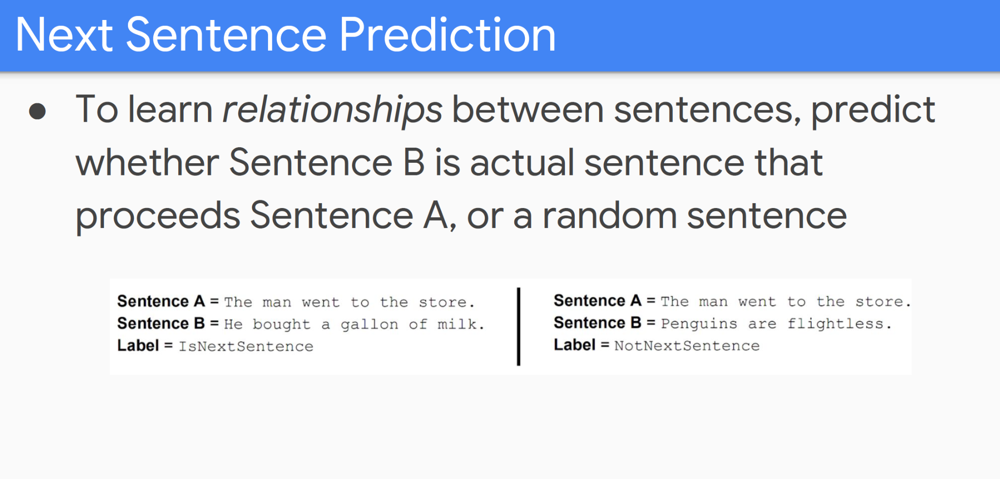 Next Sentence Prediction
● To learn relationships between sentences, predict
whether Sentence B is actual sentence that
proceeds Sentence A, or a random sentence
Sentence A = The man went to the store.
Sentence B = He bought a gallon of milk.
Label = IsNextSentence
Sentence A = The man went to the store.
Sentence B = Penguins are flightless.
Label = NotNextSentence